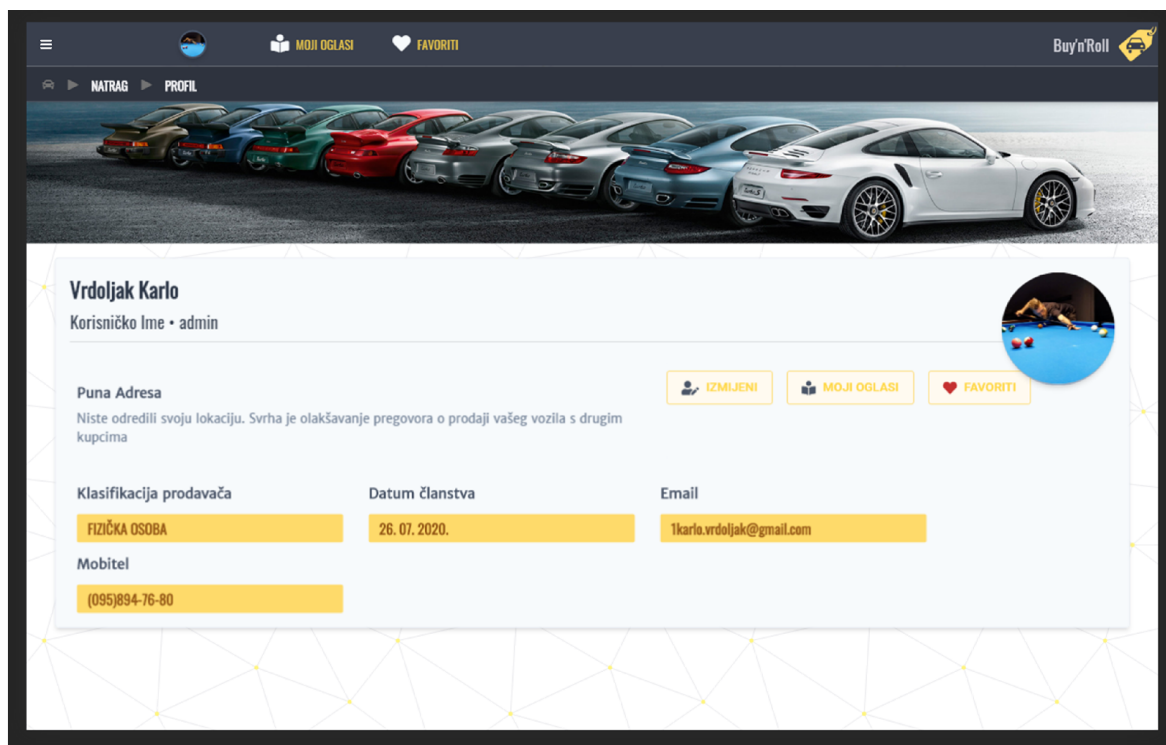 MOJI OGLASI
FAVORITI
Buy'n'Roll
NATRAG
PROFIL
Vrdoljak Karlo
Korisničko Ime • admin
IZMIJENI
MOJI OGLASI
FAVORITI
Puna Adresa
Niste odredili svoju lokaciju. Svrha je olakšavanje pregovora o prodaji vašeg vozila s drugim
kupcima
Klasifikacija prodavača
Datum članstva
Email
FIZIČKA OSOBA
26. 07. 2020.
1karlo.vrdoljak@gmail.com
Mobitel
(095)894-76-80